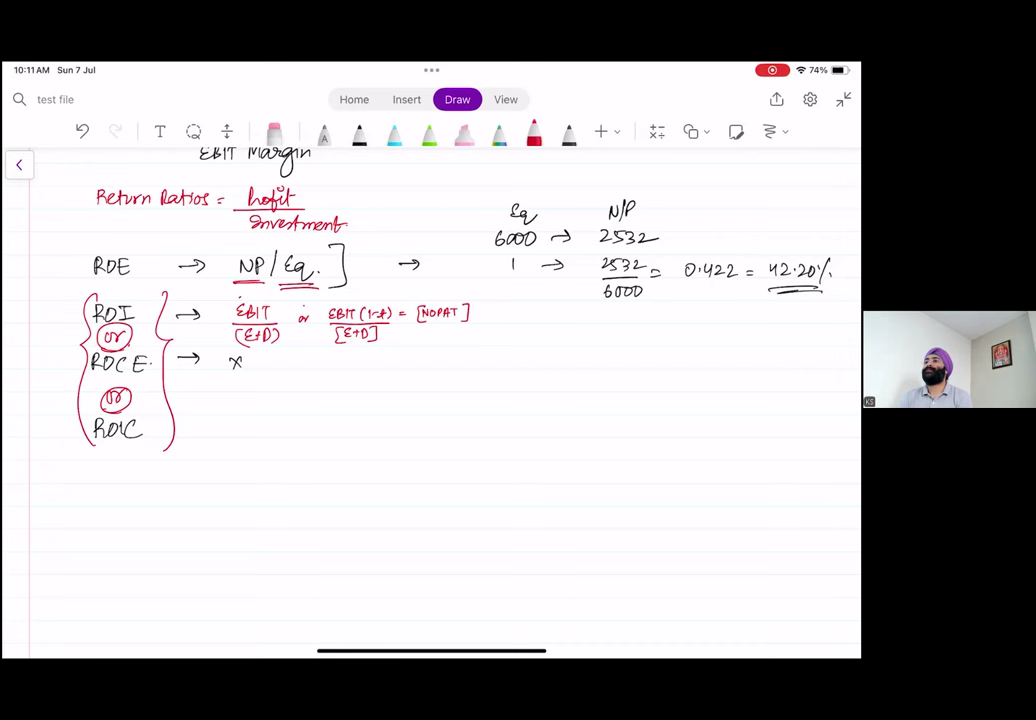 10:11 AM Sun 7 Jul
74%
test file
Home Insert Draw View
EBIT Margin
Return Ratios = Profit / Investment
Eq N/P
6000 → 2532
ROE → NP / Eq. ] → 1 → 2532 / 6000 = 0.422 = 42.20%
ROI → EBIT / (E+D) or EBIT(1-t) / [E+D] = [NOPAT]
or
ROCE. → x
or
ROIC
KS